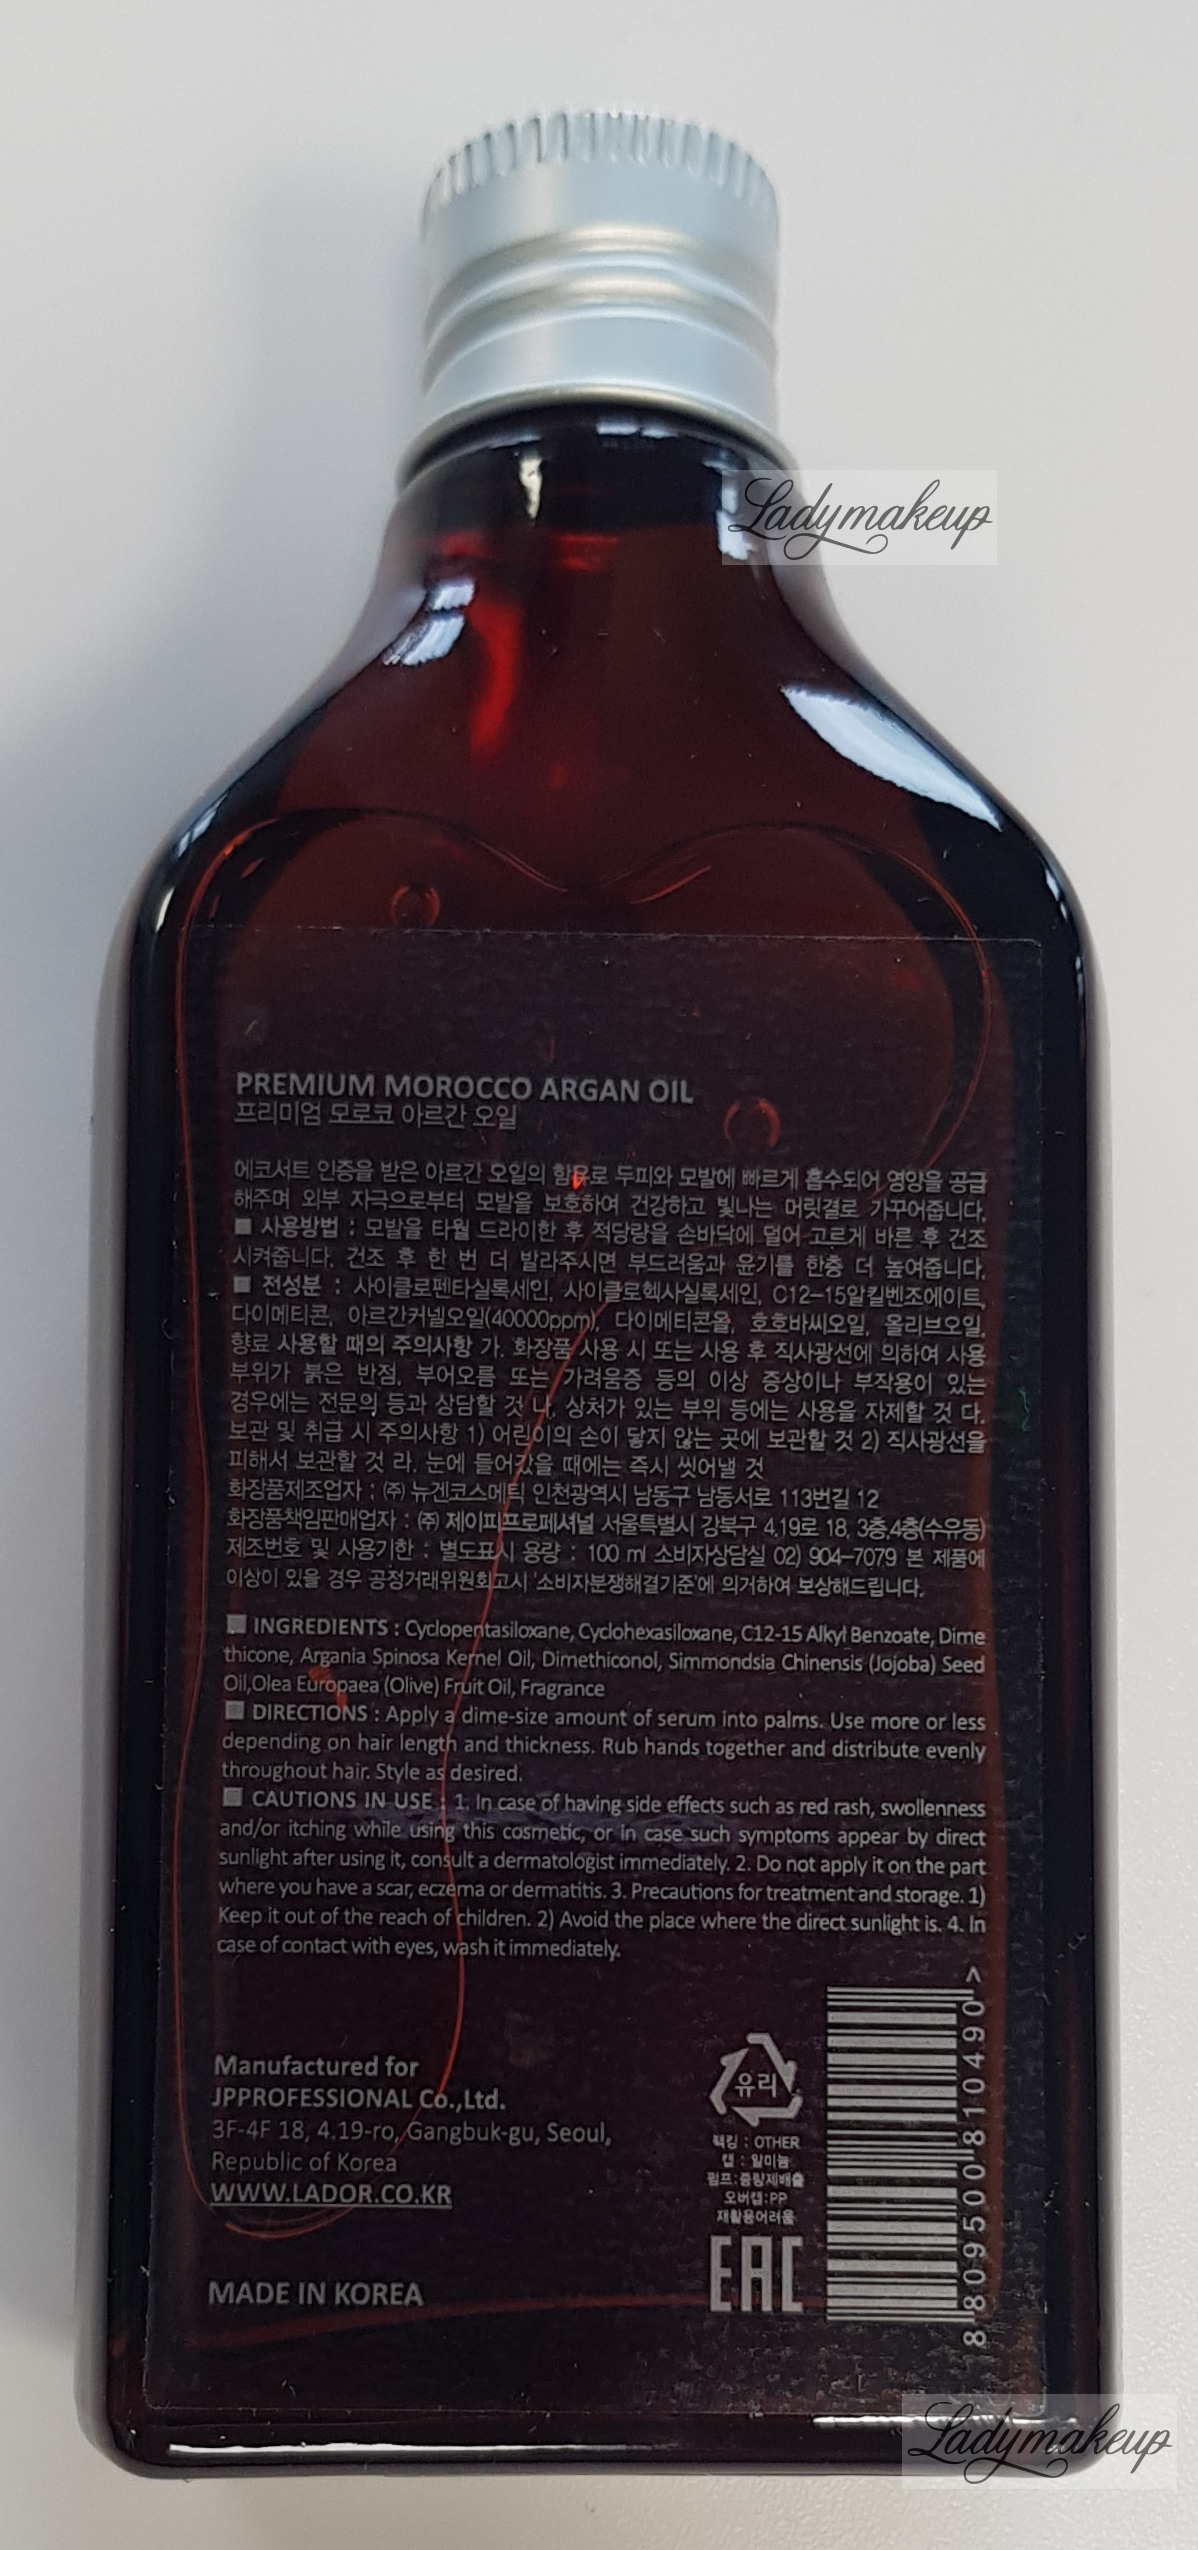 Ladymakeup
PREMIUM MOROCCO ARGAN OIL
프리미엄 모로코 아르간 오일
에코서트 인증을 받은 아르간 오일의 함유로 두피와 모발에 빠르게 흡수되어 영양을 공급
해주며 외부 자극으로부터 모발을 보호하여 건강하고 빛나는 머릿결로 가꾸어줍니다.
■ 사용방법 : 모발을 타월 드라이한 후 적당량을 손바닥에 덜어 고르게 바른 후 건조
시켜줍니다. 건조 후 한 번 더 발라주시면 부드러움과 윤기를 한층 더 높여줍니다.
■ 전성분 : 사이클로펜타실록세인, 사이클로헥사실록세인, C12-15알킬벤조에이트,
다이메티콘, 아르간커넬오일(40000ppm), 다이메티콘올, 호호바씨오일, 올리브오일,
향료 사용할 때의 주의사항 가. 화장품 사용 시 또는 사용 후 직사광선에 의하여 사용
부위가 붉은 반점, 부어오름 또는 가려움증 등의 이상 증상이나 부작용이 있는
경우에는 전문의 등과 상담할 것 나. 상처가 있는 부위 등에는 사용을 자제할 것 다.
보관 및 취급 시 주의사항 1) 어린이의 손이 닿지 않는 곳에 보관할 것 2) 직사광선을
피해서 보관할 것 라. 눈에 들어갔을 때에는 즉시 씻어낼 것
화장품제조업자 : ㈜ 뉴겐코스메틱 인천광역시 남동구 남동서로 113번길 12
화장품책임판매업자 : ㈜ 제이피프로페셔널 서울특별시 강북구 4.19로 18, 3층,4층(수유동)
제조번호 및 사용기한 : 별도표시 용량 : 100 ml 소비자상담실 02) 904-7079 본 제품에
이상이 있을 경우 공정거래위원회고시 '소비자분쟁해결기준'에 의거하여 보상해드립니다.
■ INGREDIENTS : Cyclopentasiloxane, Cyclohexasiloxane, C12-15 Alkyl Benzoate, Dime
thicone, Argania Spinosa Kernel Oil, Dimethiconol, Simmondsia Chinensis (Jojoba) Seed
Oil,Olea Europaea (Olive) Fruit Oil, Fragrance
■ DIRECTIONS : Apply a dime-size amount of serum into palms. Use more or less
depending on hair length and thickness. Rub hands together and distribute evenly
throughout hair. Style as desired.
■ CAUTIONS IN USE : 1. In case of having side effects such as red rash, swollenness
and/or itching while using this cosmetic, or in case such symptoms appear by direct
sunlight after using it, consult a dermatologist immediately. 2. Do not apply it on the part
where you have a scar, eczema or dermatitis. 3. Precautions for treatment and storage. 1)
Keep it out of the reach of children. 2) Avoid the place where the direct sunlight is. 4. In
case of contact with eyes, wash it immediately.
Manufactured for
JPPROFESSIONAL Co.,Ltd.
3F-4F 18, 4.19-ro, Gangbuk-gu, Seoul,
Republic of Korea
WWW.LADOR.CO.KR
MADE IN KOREA
유리
팩킹 : OTHER
캡 : 알미늄
펌프:종량제배출
오버캡:PP
재활용어려움
EAC
8 809500 810490 >
Ladymakeup